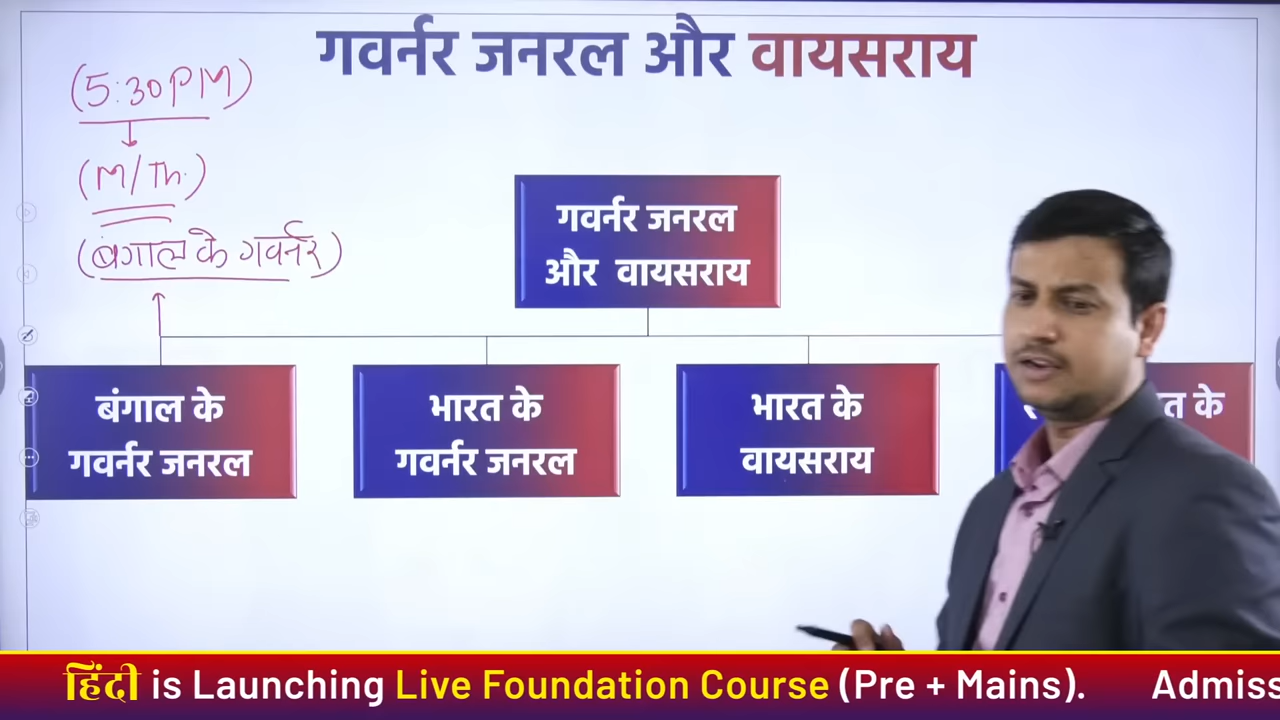 गवर्नर जनरल और वायसराय
(5:30PM)
(M/Th.)
(बंगाल के गवर्नर)
गवर्नर जनरल
और वायसराय
बंगाल के
गवर्नर जनरल
भारत के
गवर्नर जनरल
भारत के
वायसराय
त के
हिंदी is Launching Live Foundation Course (Pre + Mains). Admiss